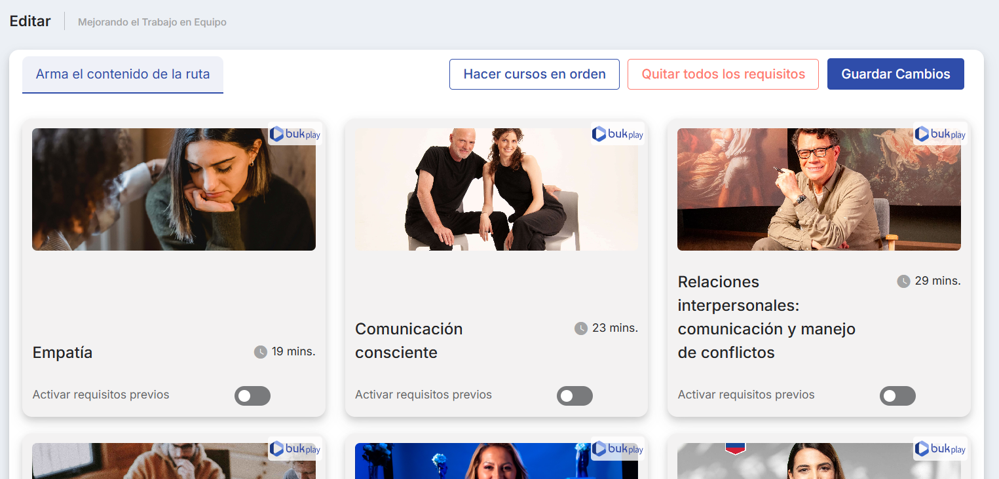 Editar
Mejorando el Trabajo en Equipo
Arma el contenido de la ruta
Hacer cursos en orden
Quitar todos los requisitos
Guardar Cambios
bukplay
bukplay
bukplay
Empatía
19 mins.
Activar requisitos previos
Comunicación
consciente
23 mins.
Activar requisitos previos
Relaciones
interpersonales:
comunicación y manejo
de conflictos
29 mins.
Activar requisitos previos
bukplay
bukplay
bukplay